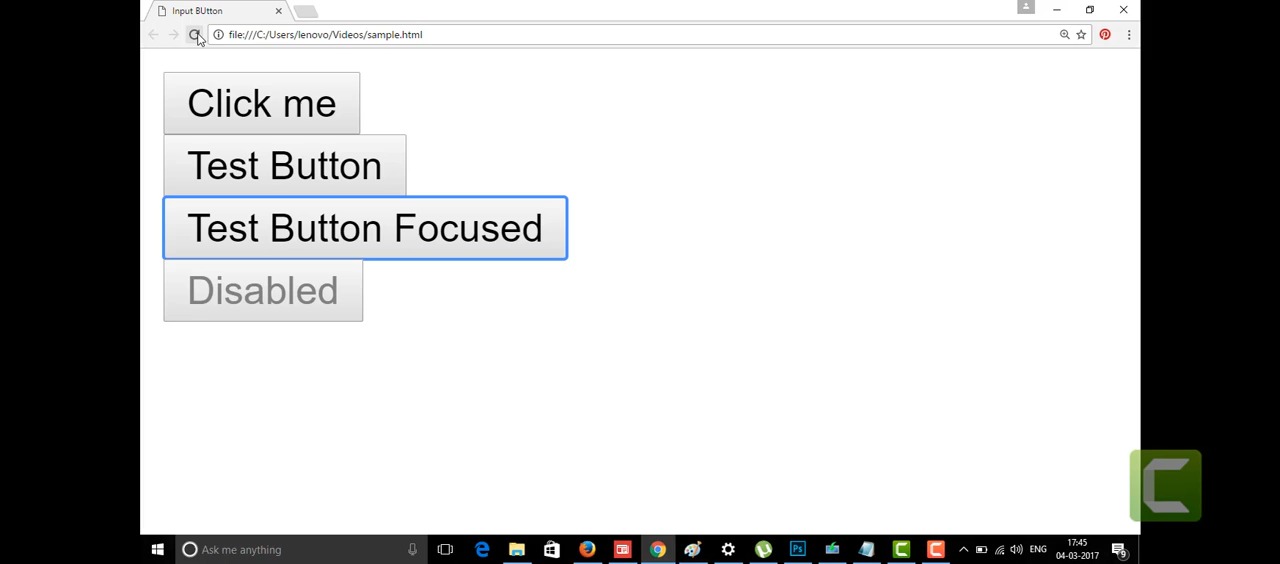 Input BUtton
file:///C:/Users/lenovo/Videos/sample.html
Click me
Test Button
Test Button Focused
Disabled
Ask me anything
ENG
17:45
04-03-2017
9